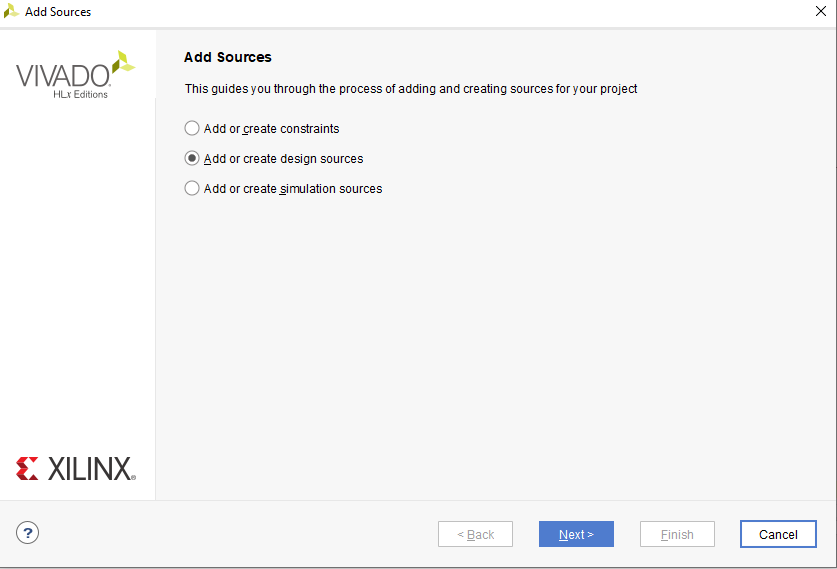 Add Sources
VIVADO.
HLx Editions
Add Sources
This guides you through the process of adding and creating sources for your project
Add or create constraints
Add or create design sources
Add or create simulation sources
XILINX®
?
< Back
Next >
Finish
Cancel